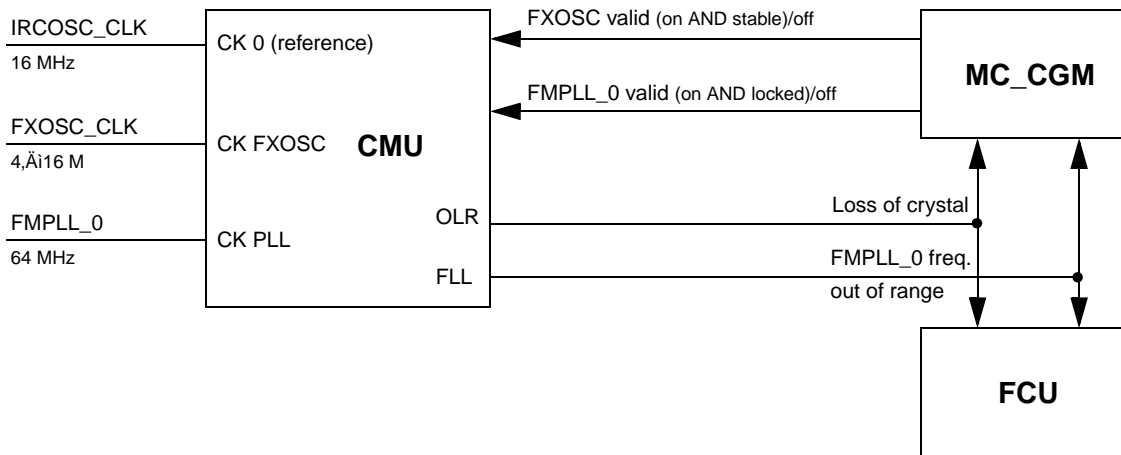 IRCOSC_CLK
16 MHz
CK 0 (reference)
FXOSC valid (on AND stable)/off
MC_CGM
FMPLL_0 valid (on AND locked)/off
FXOSC_CLK
4‚Äì16 M
CK FXOSC
CMU
FMPLL_0
64 MHz
CK PLL
OLR
Loss of crystal
FLL
FMPLL_0 freq.
out of range
FCU